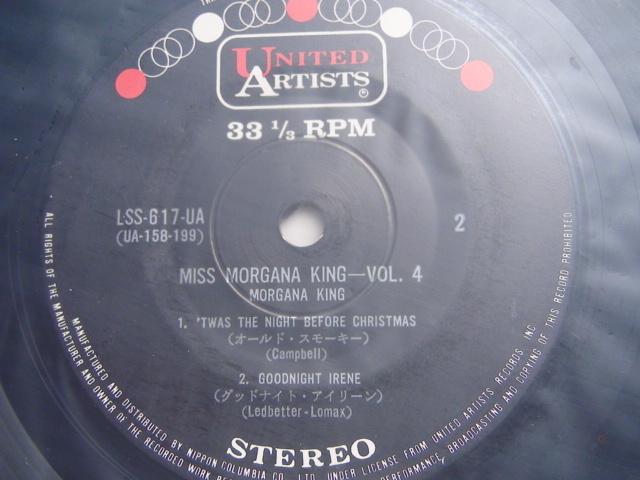 UNITED
ARTISTS
®
33 ⅓ RPM
LSS-617-UA
(UA-158-199)
2
MISS MORGANA KING—VOL. 4
MORGANA KING
1. 'TWAS THE NIGHT BEFORE CHRISTMAS
(オールド・スモーキー)
(Campbell)
2. GOODNIGHT IRENE
(グッドナイト・アイリーン)
(Ledbetter-Lomax)
STEREO
MANUFACTURED AND DISTRIBUTED BY NIPPON COLUMBIA CO. LTD. UNDER LICENSE FROM UNITED ARTISTS RECORDS, INC.
ALL RIGHTS OF THE MANUFACTURER AND OWNER OF THE RECORDED WORK
PERFORMANCE, BROADCASTING AND COPYING OF THIS RECORD PROHIBITED